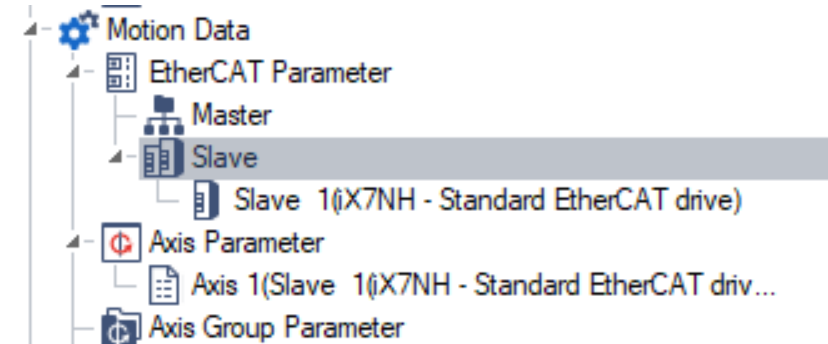 Motion Data
EtherCAT Parameter
Master
Slave
Slave 1(iX7NH - Standard EtherCAT drive)
Axis Parameter
Axis 1(Slave 1(iX7NH - Standard EtherCAT driv...
Axis Group Parameter